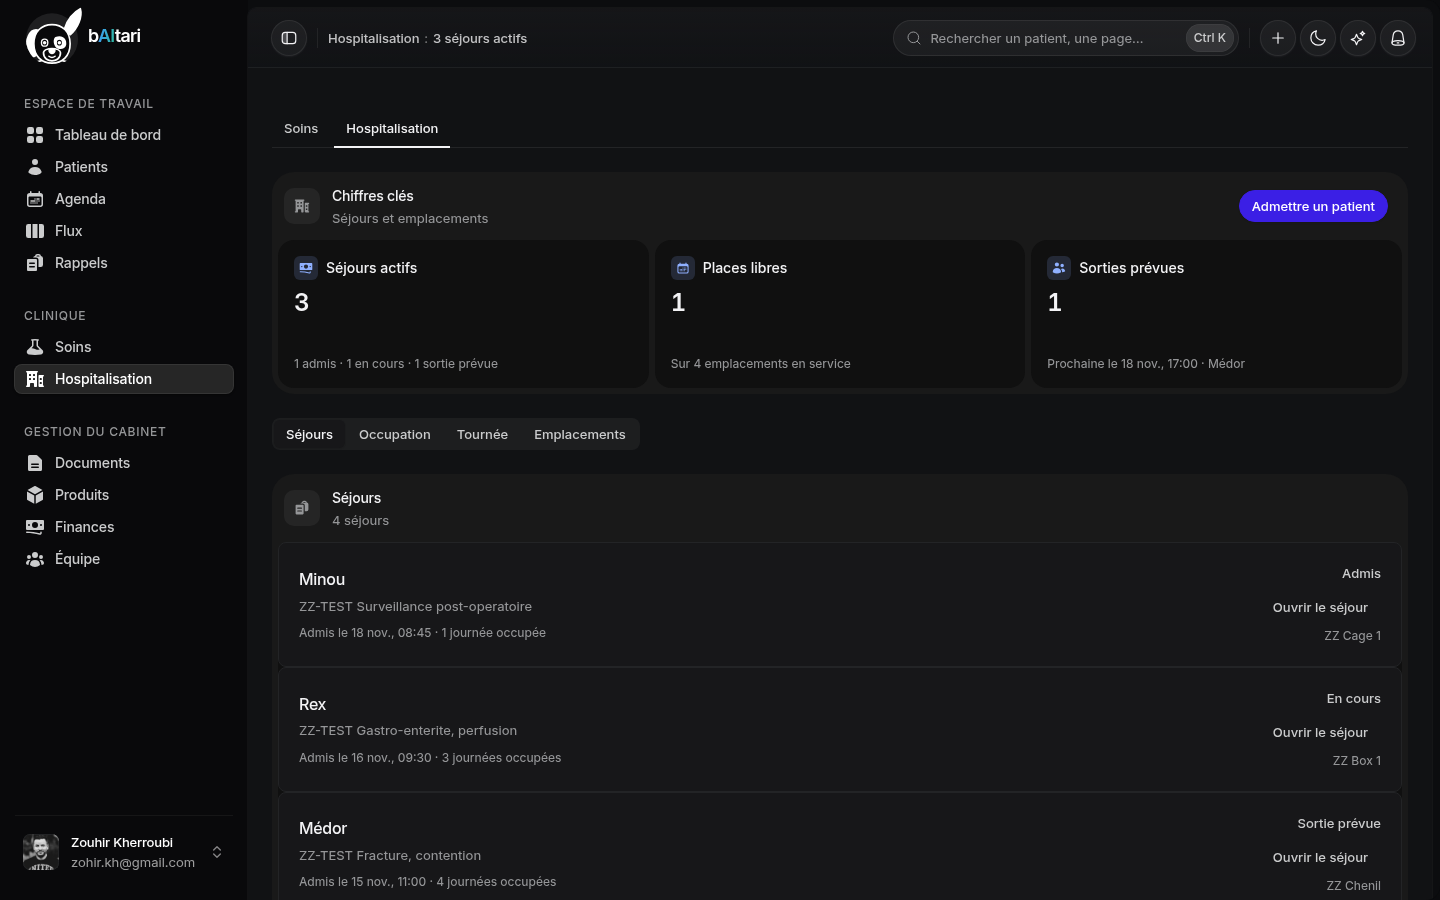 bAItari
Hospitalisation : 3 séjours actifs
Rechercher un patient, une page...
Ctrl K
ESPACE DE TRAVAIL
Tableau de bord
Patients
Agenda
Flux
Rappels
CLINIQUE
Soins
Hospitalisation
GESTION DU CABINET
Documents
Produits
Finances
Équipe
Zouhir Kherroubi
zohir.kh@gmail.com
Soins
Hospitalisation
Chiffres clés
Séjours et emplacements
Admettre un patient
Séjours actifs
3
1 admis · 1 en cours · 1 sortie prévue
Places libres
1
Sur 4 emplacements en service
Sorties prévues
1
Prochaine le 18 nov., 17:00 · Médor
Séjours
Occupation
Tournée
Emplacements
Séjours
4 séjours
Minou
ZZ-TEST Surveillance post-operatoire
Admis le 18 nov., 08:45 · 1 journée occupée
Admis
Ouvrir le séjour
ZZ Cage 1
Rex
ZZ-TEST Gastro-enterite, perfusion
Admis le 16 nov., 09:30 · 3 journées occupées
En cours
Ouvrir le séjour
ZZ Box 1
Médor
ZZ-TEST Fracture, contention
Admis le 15 nov., 11:00 · 4 journées occupées
Sortie prévue
Ouvrir le séjour
ZZ Chenil